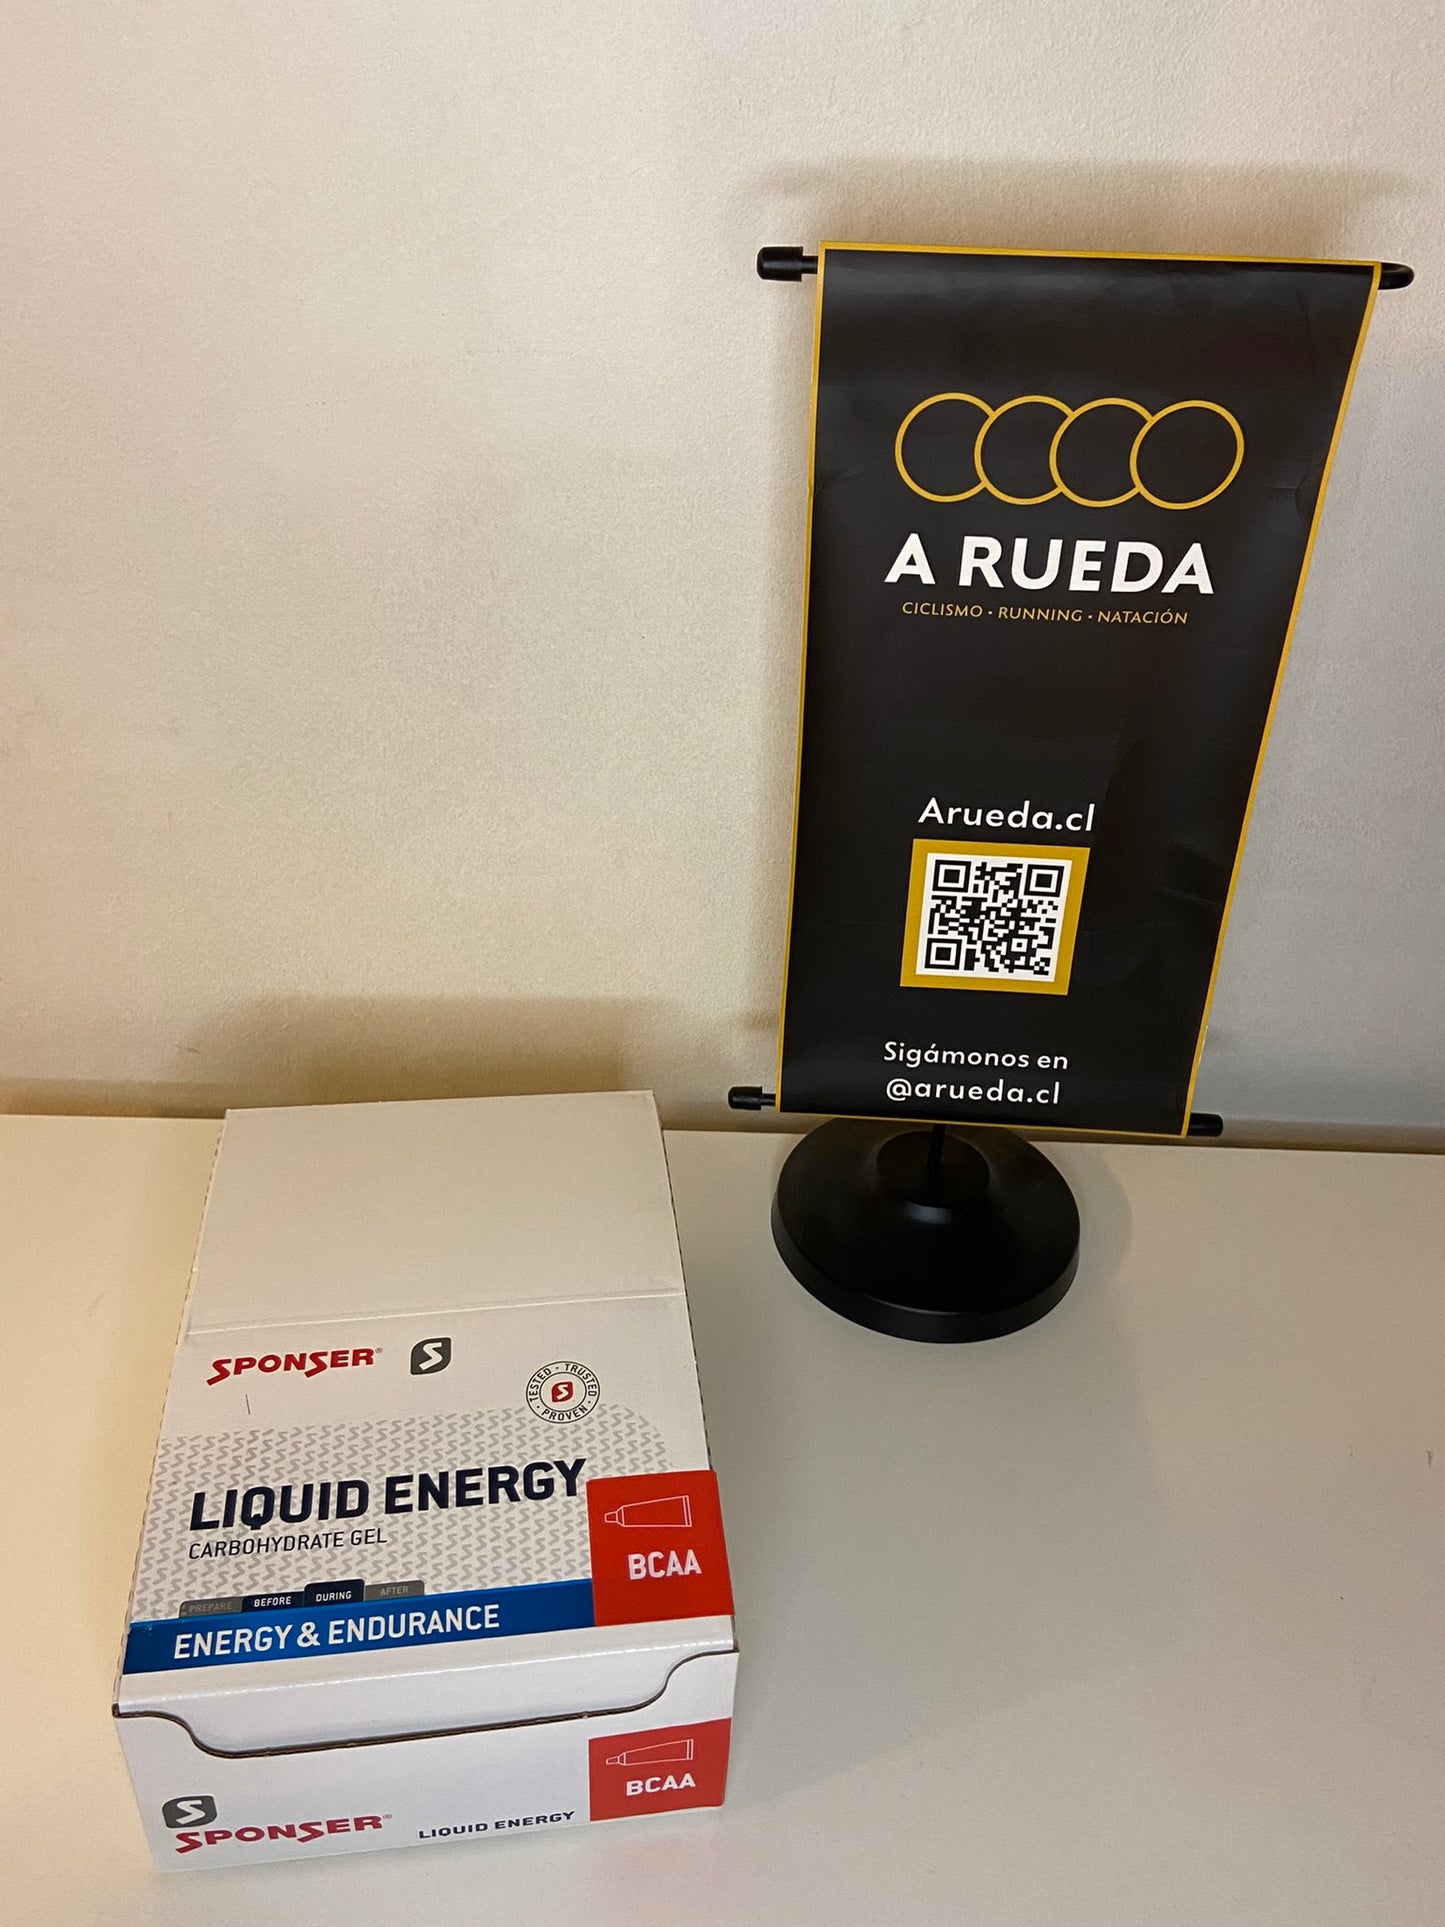 A RUEDA
CICLISMO • RUNNING • NATACIÓN
Arueda.cl
Sigámonos en
@arueda.cl
SPONSER® S
TESTED • TRUSTED • PROVEN • S
LIQUID ENERGY
CARBOHYDRATE GEL
BCAA
PREPARE BEFORE DURING AFTER
ENERGY & ENDURANCE
BCAA
S
SPONSER® LIQUID ENERGY